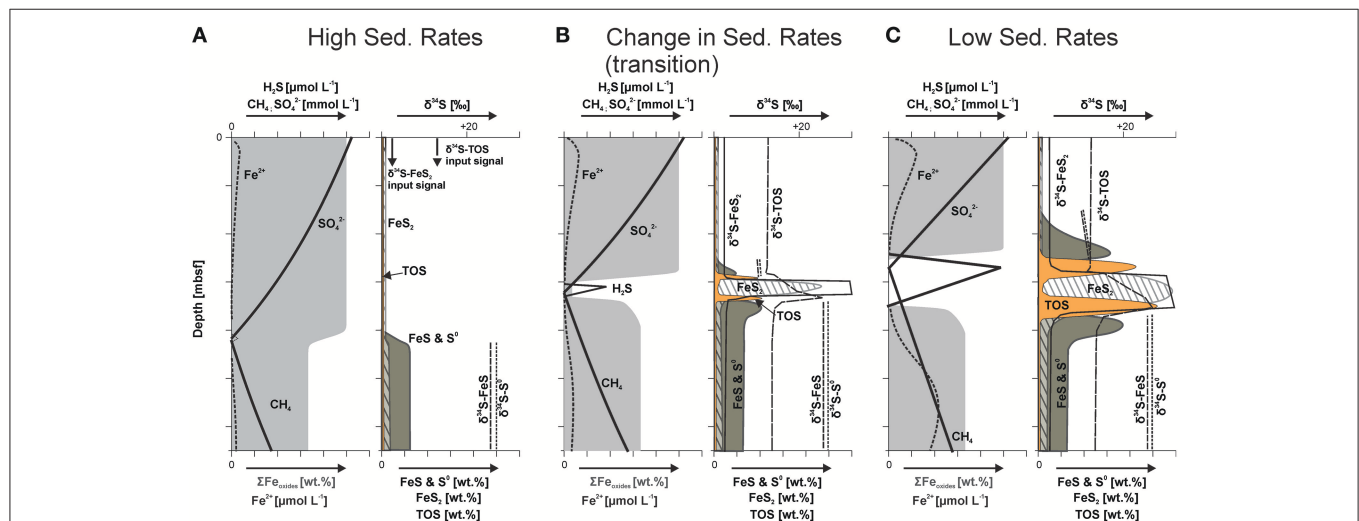 A High Sed. Rates
H₂S [µmol L⁻¹]
CH₄ ; SO₄²⁻ [mmol L⁻¹]
δ³⁴S [‰]
0
+20
Depth [mbsf]
Fe²⁺
SO₄²⁻
CH₄
δ³⁴S-TOS
input signal
δ³⁴S-FeS₂
input signal
FeS₂
TOS
FeS & S⁰
δ³⁴S-FeS
δ³⁴S-S⁰
0
0
ΣFeoxides [wt.%]
Fe²⁺ [µmol L⁻¹]
FeS & S⁰ [wt.%]
FeS₂ [wt.%]
TOS [wt.%]
B Change in Sed. Rates
(transition)
H₂S [µmol L⁻¹]
CH₄ ; SO₄²⁻ [mmol L⁻¹]
δ³⁴S [‰]
+20
Fe²⁺
SO₄²⁻
H₂S
CH₄
δ³⁴S-FeS₂
δ³⁴S-TOS
FeS₂
TOS
FeS & S⁰
δ³⁴S-FeS
δ³⁴S-S⁰
0
0
ΣFeoxides [wt.%]
Fe²⁺ [µmol L⁻¹]
FeS & S⁰ [wt.%]
FeS₂ [wt.%]
TOS [wt.%]
C Low Sed. Rates
H₂S [µmol L⁻¹]
CH₄ ; SO₄²⁻ [mmol L⁻¹]
δ³⁴S [‰]
+20
Fe²⁺
SO₄²⁻
CH₄
δ³⁴S-FeS₂
δ³⁴S-TOS
FeS₂
TOS
FeS & S⁰
δ³⁴S-FeS
δ³⁴S-S⁰
0
0
ΣFeoxides [wt.%]
Fe²⁺ [µmol L⁻¹]
FeS & S⁰ [wt.%]
FeS₂ [wt.%]
TOS [wt.%]